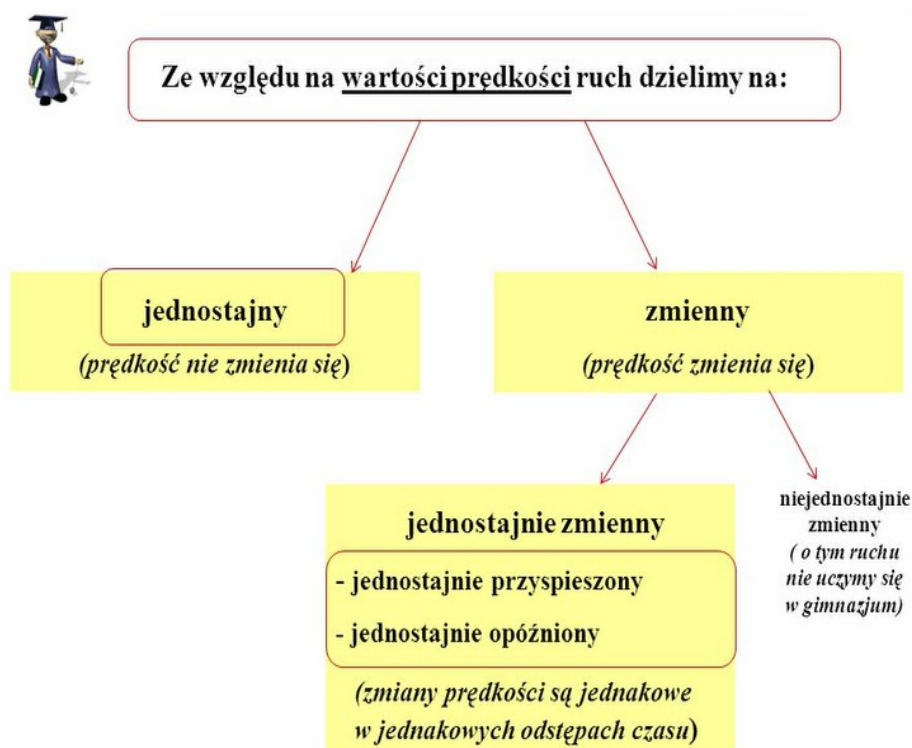 Ze względu na wartości prędkości ruch dzielimy na:
jednostajny
(prędkość nie zmienia się)
zmienny
(prędkość zmienia się)
jednostajnie zmienny
- jednostajnie przyspieszony
- jednostajnie opóźniony
(zmiany prędkości są jednakowe
w jednakowych odstępach czasu)
niejednostajnie
zmienny
( o tym ruchu
nie uczymy się
w gimnazjum)